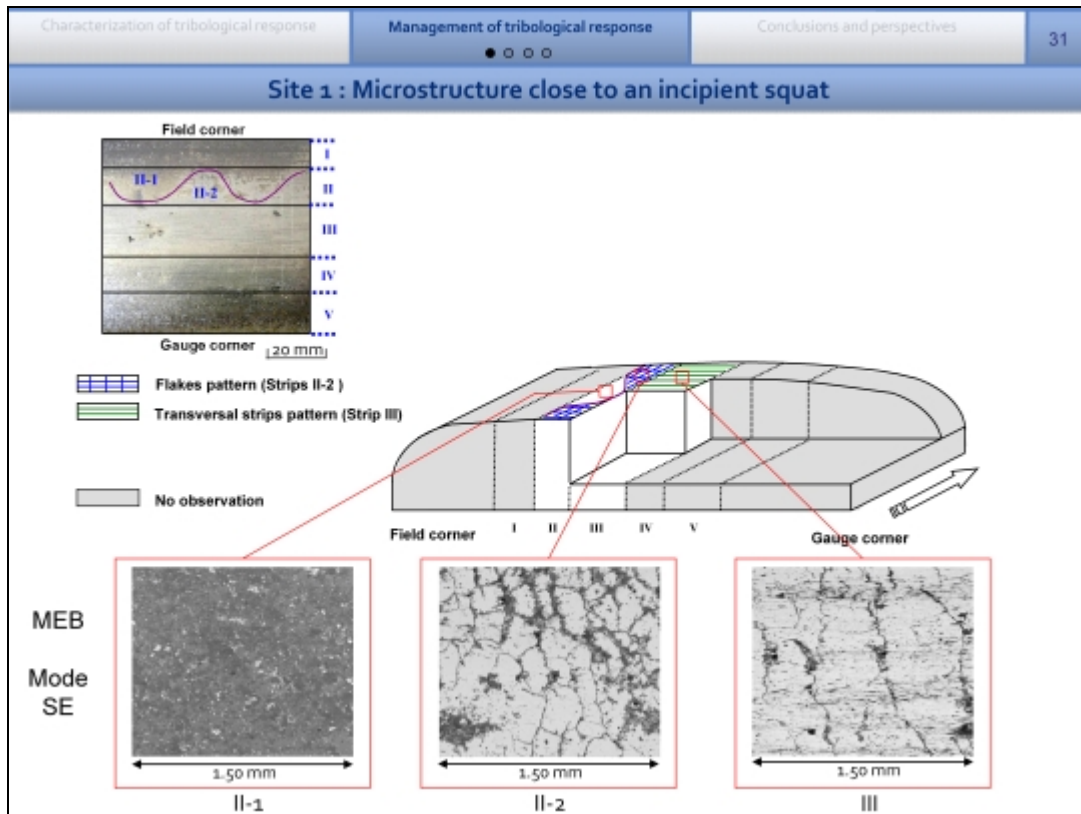 Characterization of tribological response
Management of tribological response
Conclusions and perspectives
31
Site 1 : Microstructure close to an incipient squat
Field corner
I
II-1
II-2
II
III
IV
V
Gauge corner
20 mm
Flakes pattern (Strips II-2 )
Transversal strips pattern (Strip III)
No observation
Field corner
I
II
III
IV
V
Gauge corner
MEB
Mode
SE
1.50 mm
1.50 mm
1.50 mm
II-1
II-2
III